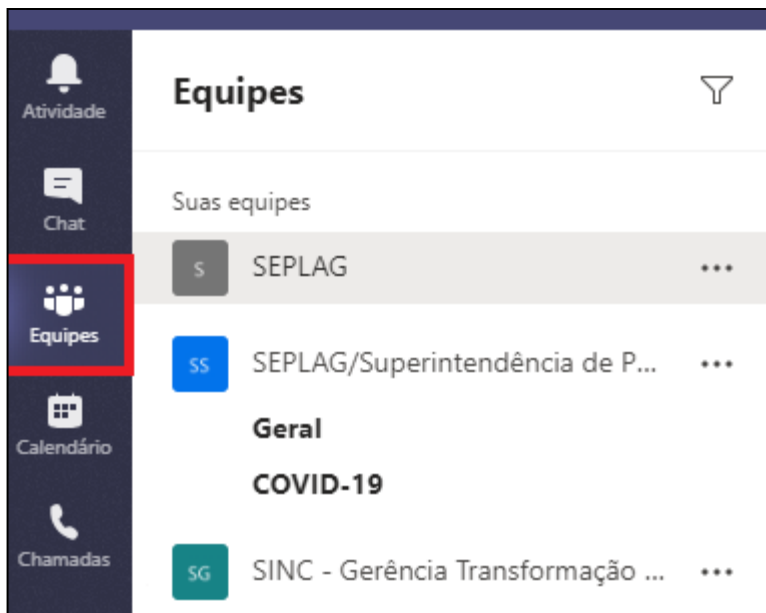 Atividade
Chat
Equipes
Calendário
Chamadas
Equipes
Suas equipes
S SEPLAG ...
SS SEPLAG/Superintendência de P... ...
Geral
COVID-19
SG SINC - Gerência Transformação ... ...